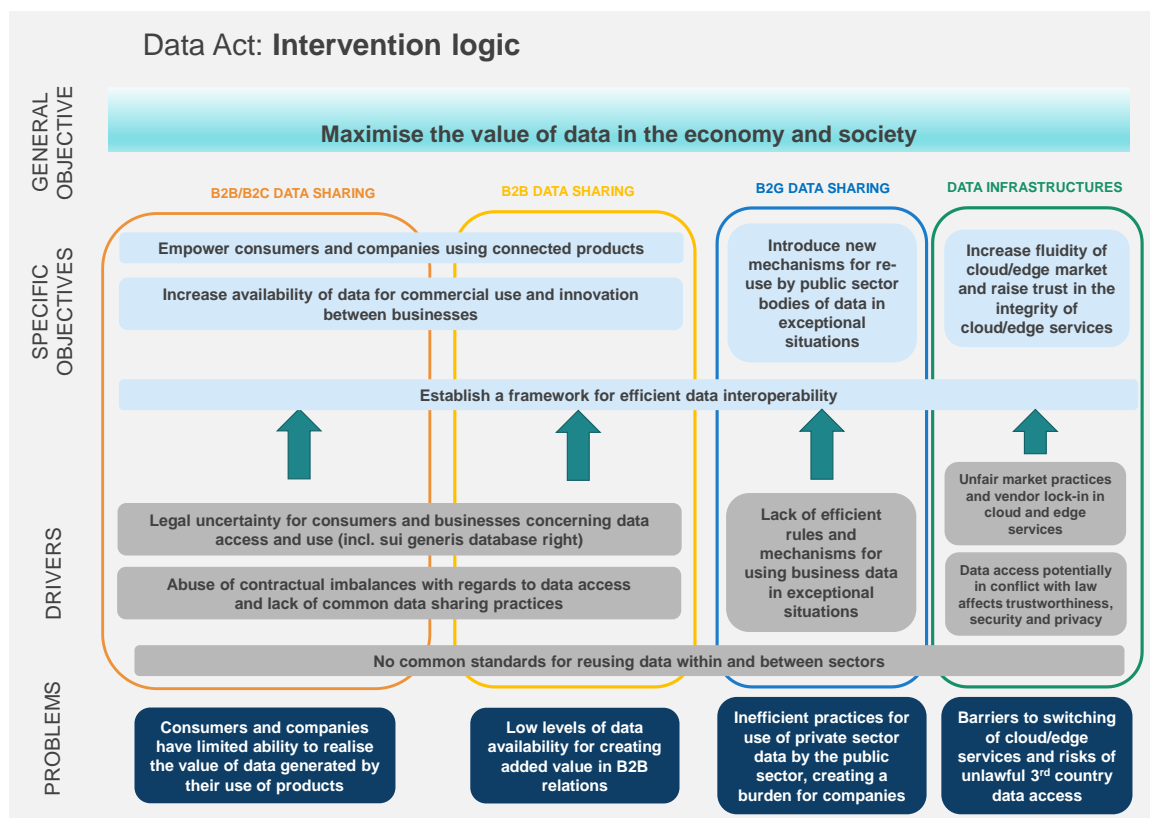 Data Act: Intervention logic
GENERAL
OBJECTIVE
Maximise the value of data in the economy and society
B2B/B2C DATA SHARING
B2B DATA SHARING
B2G DATA SHARING
DATA INFRASTRUCTURES
SPECIFIC
OBJECTIVES
Empower consumers and companies using connected products
Increase availability of data for commercial use and innovation
between businesses
Introduce new
mechanisms for re-
use by public sector
bodies of data in
exceptional
situations
Increase fluidity of
cloud/edge market
and raise trust in the
integrity of
cloud/edge services
Establish a framework for efficient data interoperability
DRIVERS
Legal uncertainty for consumers and businesses concerning data
access and use (incl. sui generis database right)
Abuse of contractual imbalances with regards to data access
and lack of common data sharing practices
Lack of efficient
rules and
mechanisms for
using business data
in exceptional
situations
Unfair market practices
and vendor lock-in in
cloud and edge
services
Data access potentially
in conflict with law
affects trustworthiness,
security and privacy
No common standards for reusing data within and between sectors
PROBLEMS
Consumers and companies
have limited ability to realise
the value of data generated by
their use of products
Low levels of data
availability for creating
added value in B2B
relations
Inefficient practices for
use of private sector
data by the public
sector, creating a
burden for companies
Barriers to switching
of cloud/edge
services and risks of
unlawful 3rd country
data access